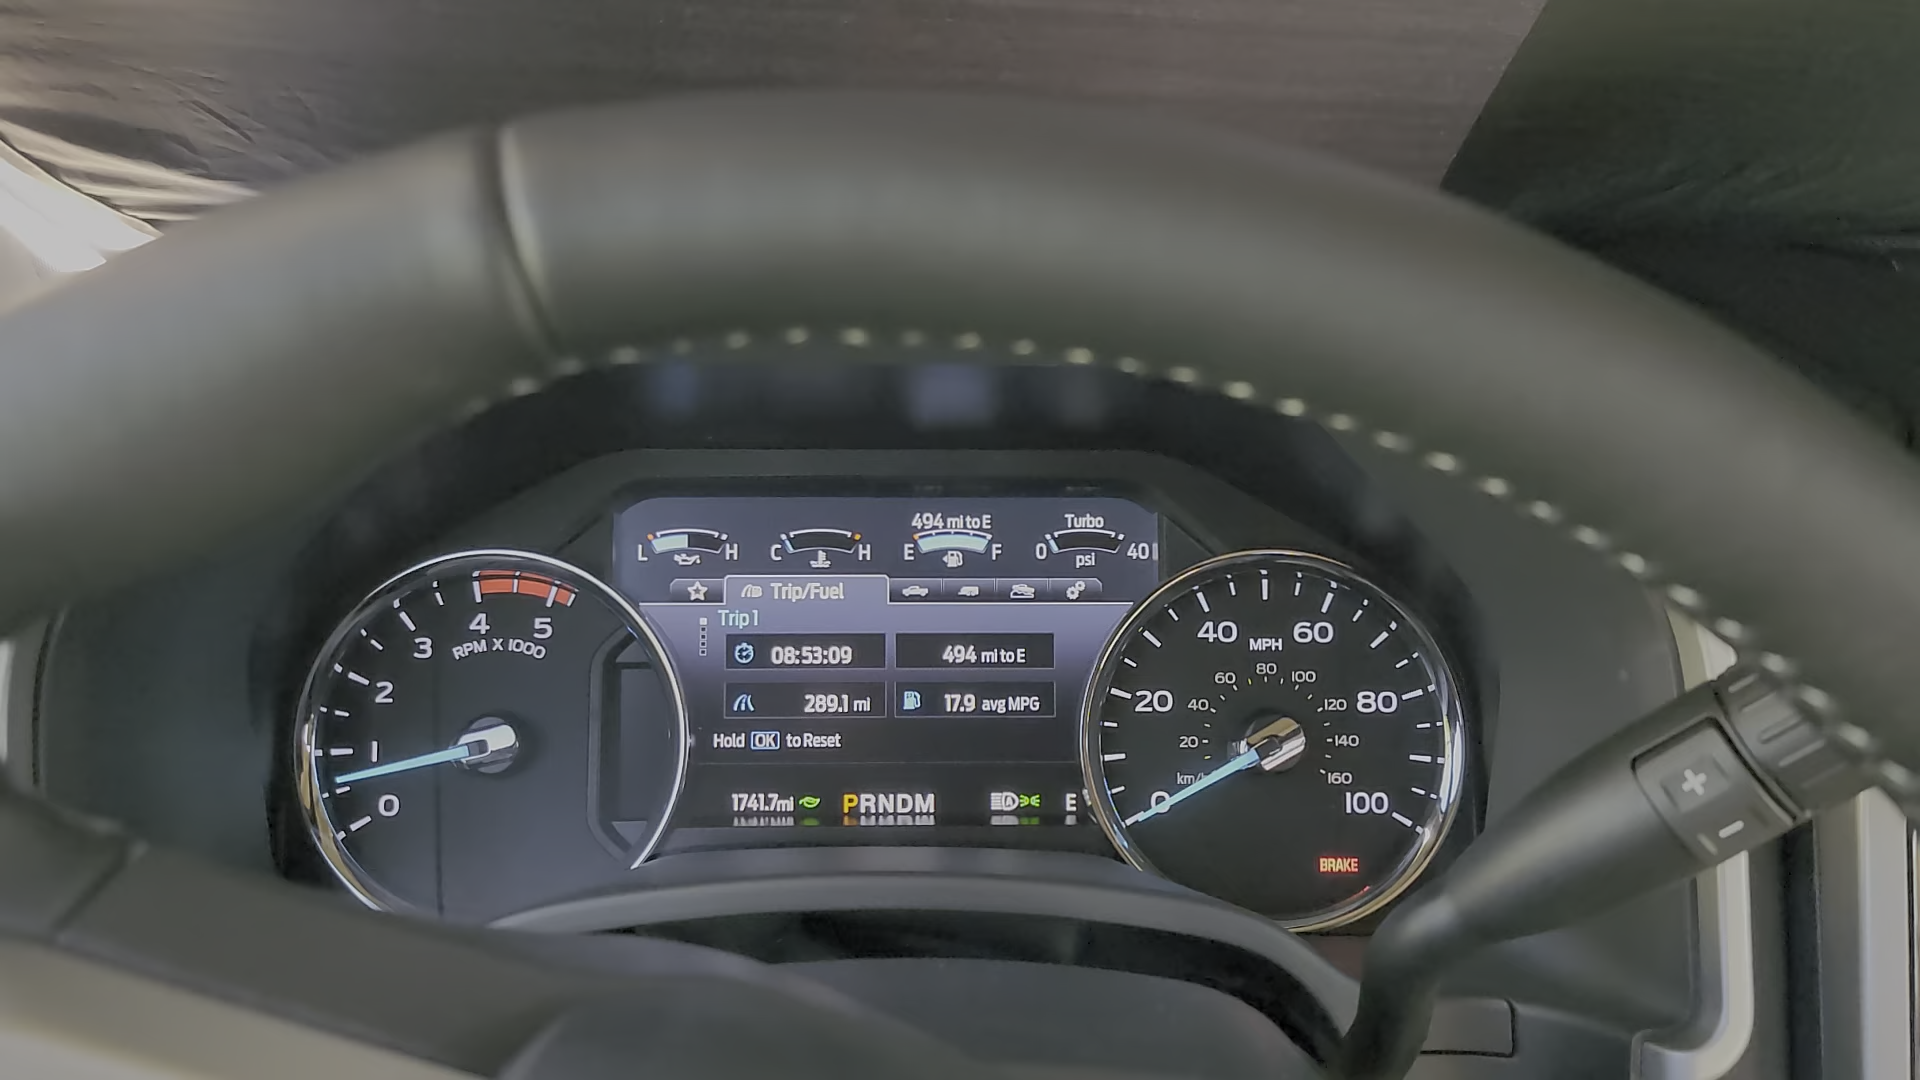 494 mi to E
Turbo
L H
C H
E F
0 40
psi
Trip/Fuel
Trip 1
08:53:09
494 mi to E
289.1 mi
17.9 avg MPG
Hold OK to Reset
1741.7mi
PRNDM
A
E
0
1
2
3
4
5
RPM X 1000
0
20
40
60
80
100
MPH
20
40
60
80
100
120
140
160
BRAKE
+
-